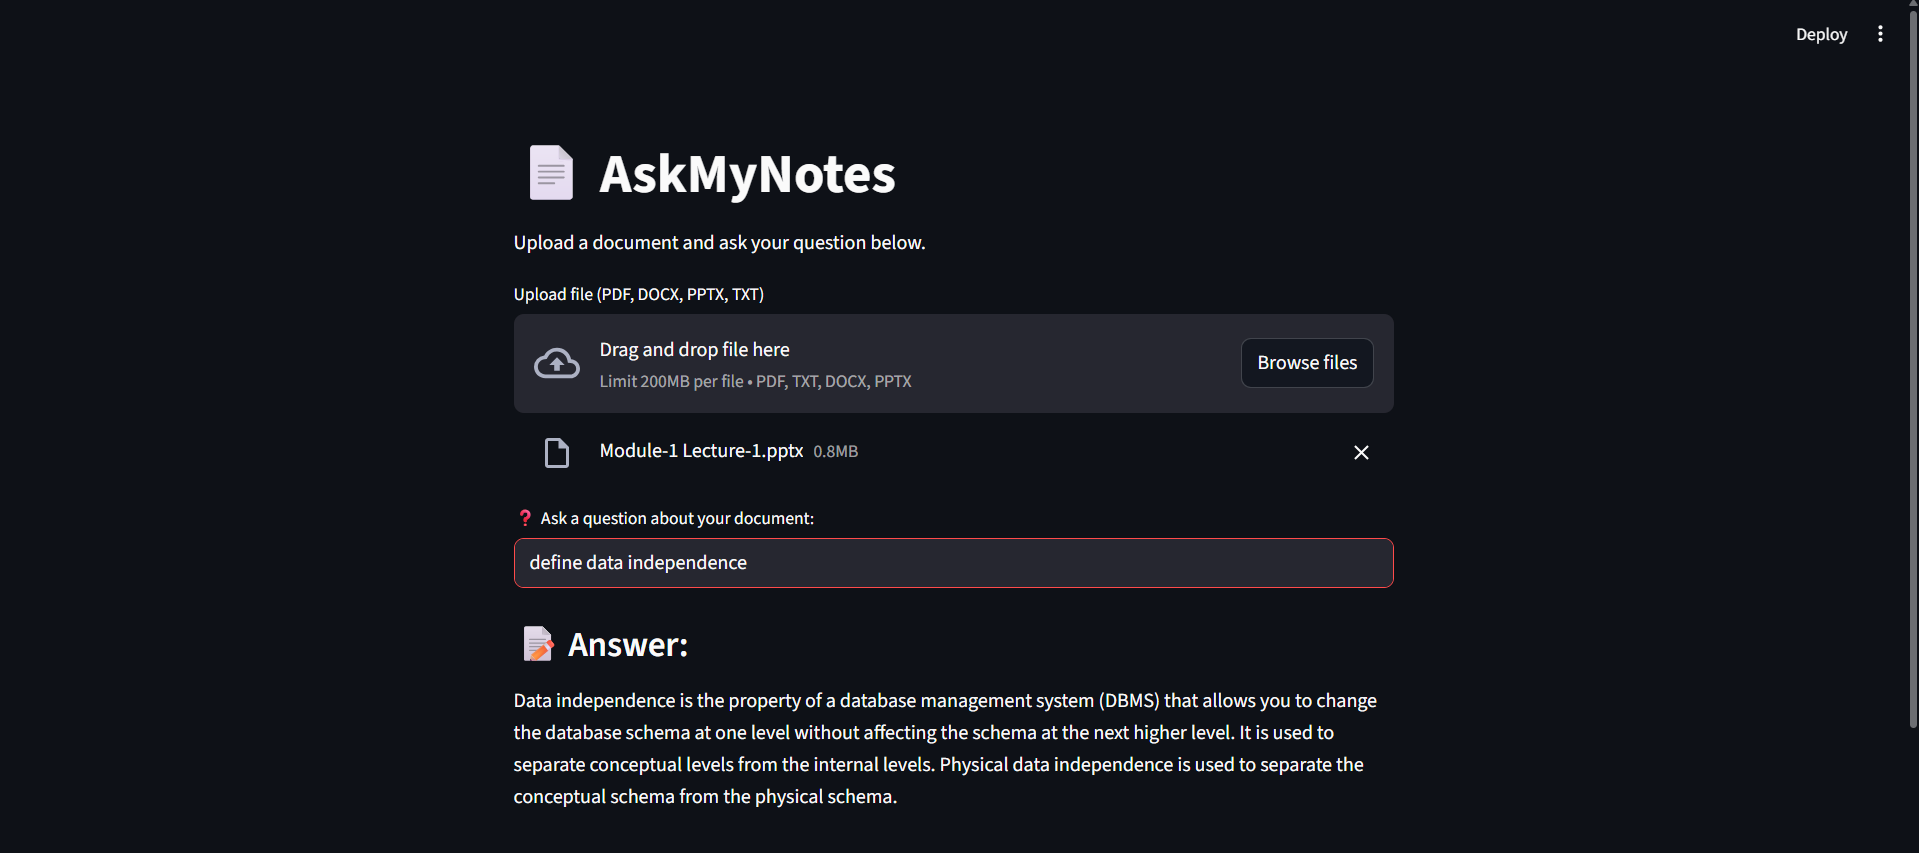 Deploy
AskMyNotes
Upload a document and ask your question below.
Upload file (PDF, DOCX, PPTX, TXT)
Drag and drop file here
Limit 200MB per file • PDF, TXT, DOCX, PPTX
Browse files
Module-1 Lecture-1.pptx 0.8MB
❓ Ask a question about your document:
define data independence
Answer:
Data independence is the property of a database management system (DBMS) that allows you to change
the database schema at one level without affecting the schema at the next higher level. It is used to
separate conceptual levels from the internal levels. Physical data independence is used to separate the
conceptual schema from the physical schema.